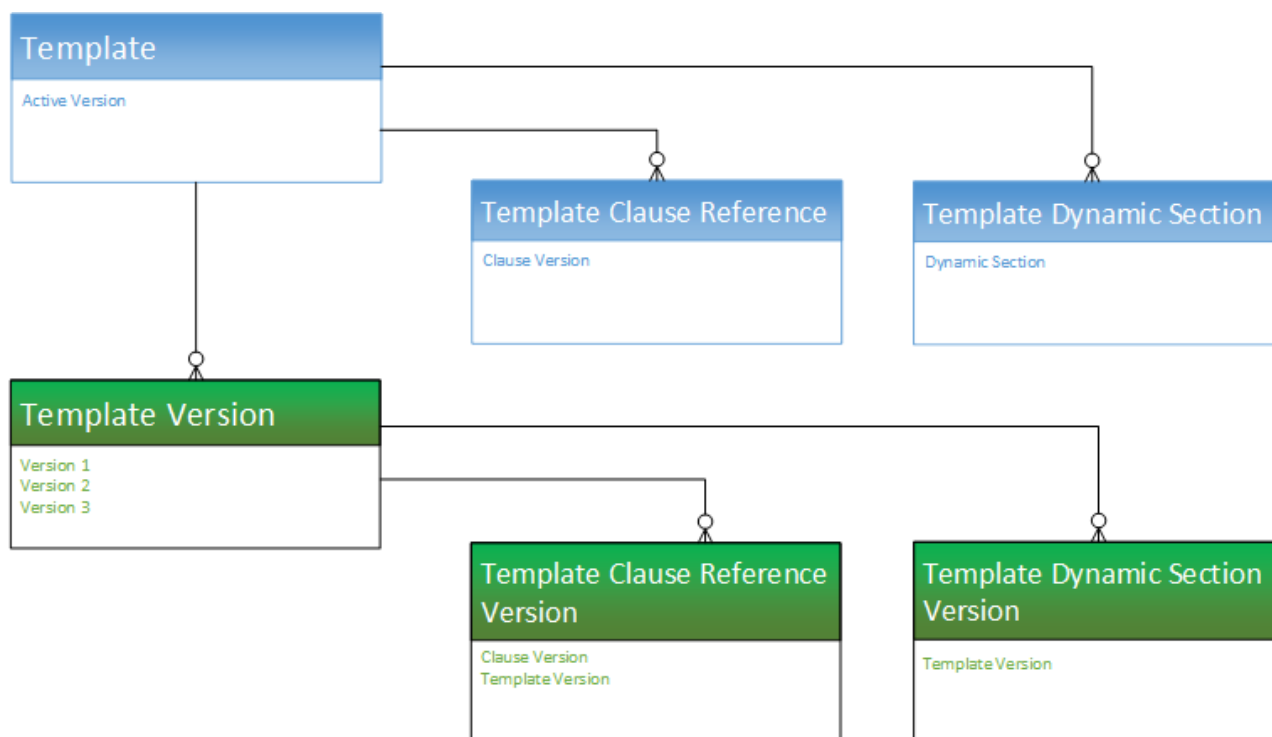 Template
Active Version
Template Clause Reference
Clause Version
Template Dynamic Section
Dynamic Section
Template Version
Version 1
Version 2
Version 3
Template Clause Reference
Version
Clause Version
Template Version
Template Dynamic Section
Version
Template Version